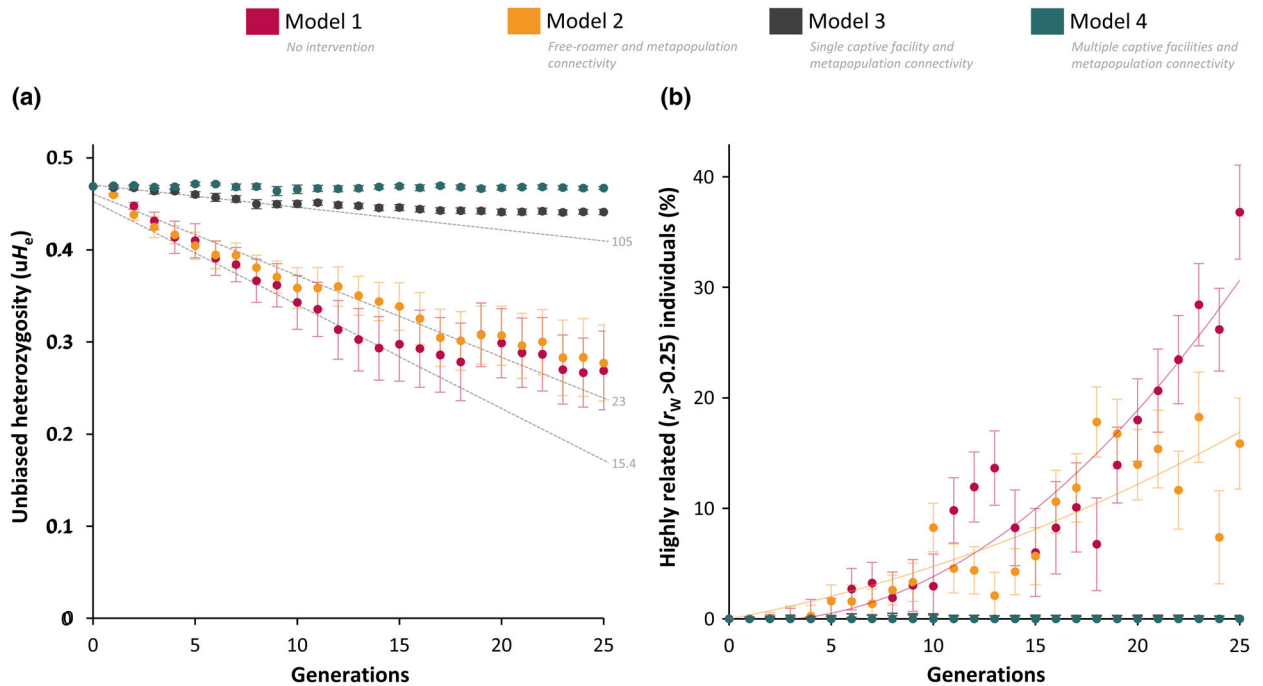 Model 1
No intervention
Model 2
Free-roamer and metapopulation
connectivity
Model 3
Single captive facility and
metapopulation connectivity
Model 4
Multiple captive facilities and
metapopulation connectivity
(a)
Unbiased heterozygosity (uHe)
0.5
0.4
0.3
0.2
0.1
0
0
5
10
15
20
25
Generations
105
23
15.4
(b)
Highly related (rw >0.25) individuals (%)
40
30
20
10
0
0
5
10
15
20
25
Generations